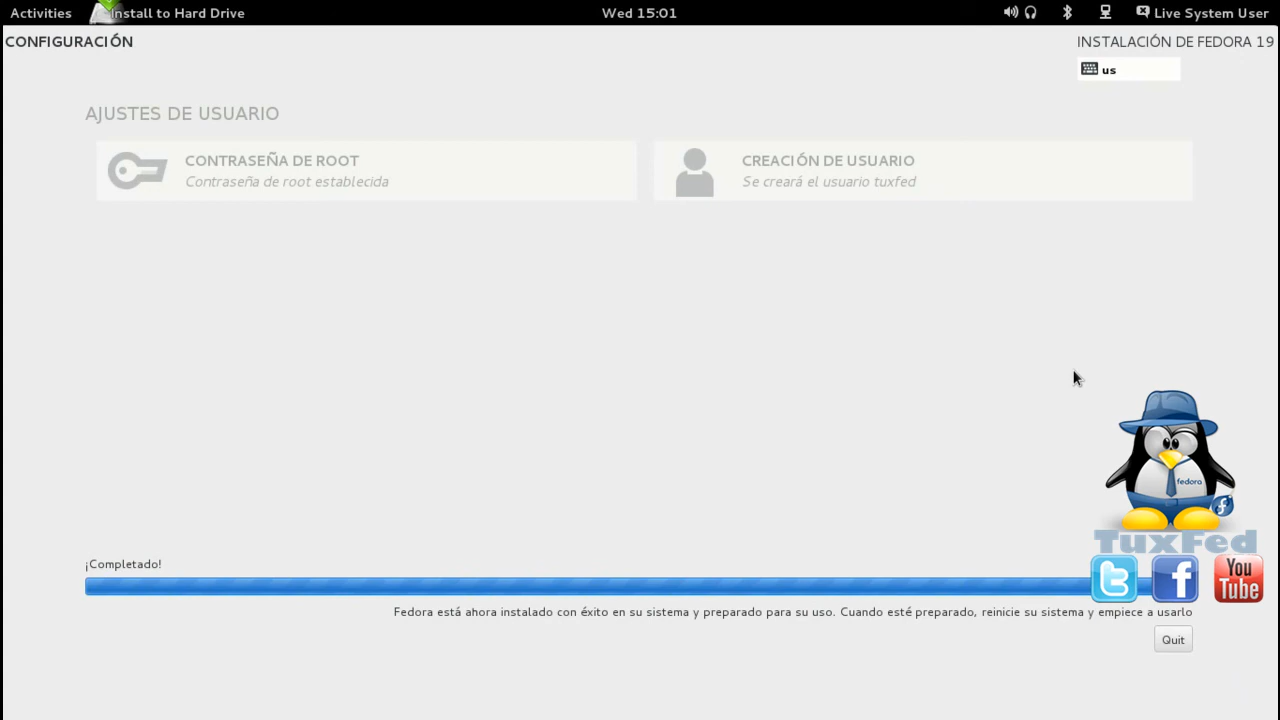 Activities
Install to Hard Drive
Wed 15:01
Live System User
CONFIGURACIÓN
INSTALACIÓN DE FEDORA 19
us
AJUSTES DE USUARIO
CONTRASEÑA DE ROOT
Contraseña de root establecida
CREACIÓN DE USUARIO
Se creará el usuario tuxfed
fedora
TuxFed
¡Completado!
You
Tube
Fedora está ahora instalado con éxito en su sistema y preparado para su uso. Cuando esté preparado, reinicie su sistema y empiece a usarlo
Quit